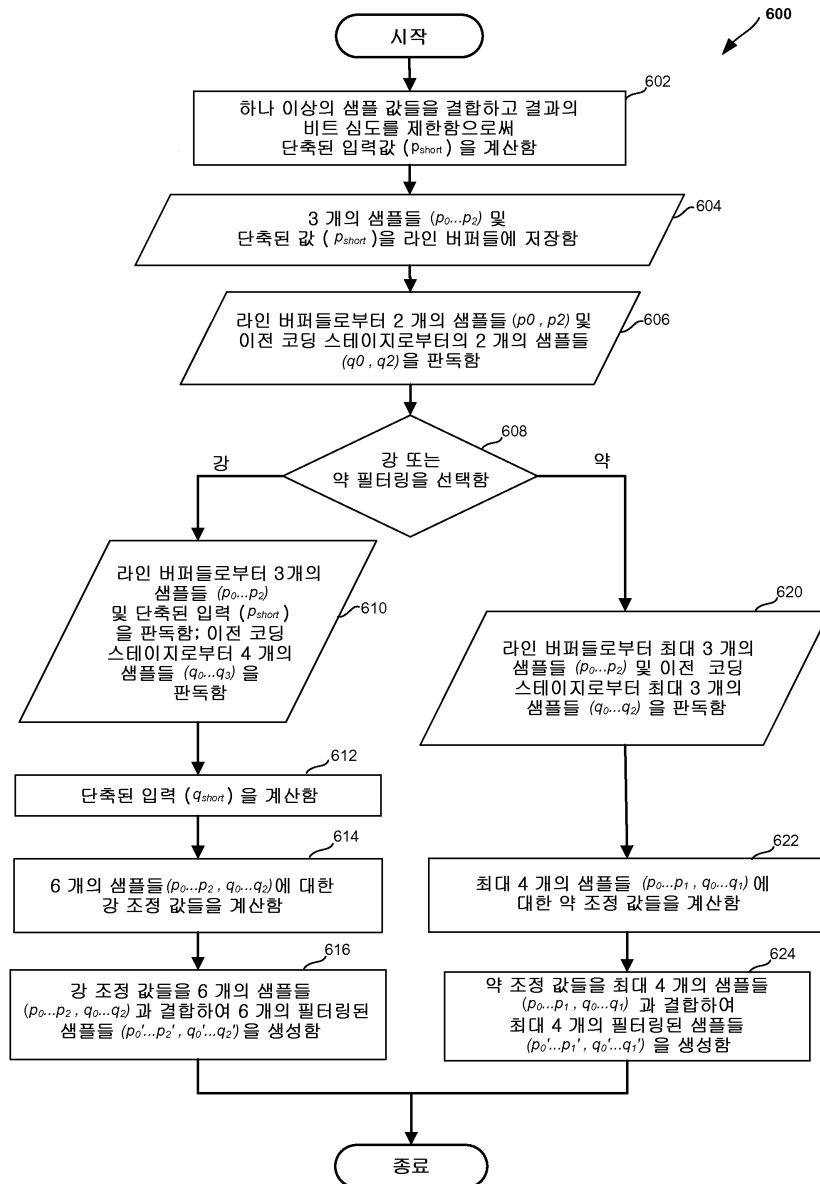 600
시작
602
하나 이상의 샘플 값들을 결합하고 결과의
비트 심도를 제한함으로써
단축된 입력값 (pshort) 을 계산함
604
3 개의 샘플들 (p0...p2) 및
단축된 값 ( pshort)을 라인 버퍼들에 저장함
606
라인 버퍼들로부터 2 개의 샘플들 (p0 , p2) 및
이전 코딩 스테이지로부터의 2 개의 샘플들
(q0 , q2)을 판독함
608
강 또는
약 필터링을 선택함
강
약
610
라인 버퍼들로부터 3개의
샘플들 (p0...p2)
및 단축된 입력 (pshort)
을 판독함; 이전 코딩
스테이지로부터 4 개의
샘플들 (q0...q3) 을
판독함
620
라인 버퍼들로부터 최대 3 개의
샘플들 (p0...p2) 및 이전 코딩
스테이지로부터 최대 3 개의
샘플들 (q0...q2) 을 판독함
612
단축된 입력 (qshort) 을 계산함
614
6 개의 샘플들(p0...p2 , q0...q2)에 대한
강 조정 값들을 계산함
622
최대 4 개의 샘플들 (p0...p1, q0...q1)에
대한 약 조정 값들을 계산함
616
강 조정 값들을 6 개의 샘플들
(p0...p2, q0...q2) 과 결합하여 6 개의 필터링된
샘플들 (p0'...p2' , q0'...q2')을 생성함
624
약 조정 값들을 최대 4 개의 샘플들
(p0...p1, q0...q1) 과 결합하여
최대 4 개의 필터링된 샘플들
(p0'...p1' , q0'...q1') 을 생성함
종료